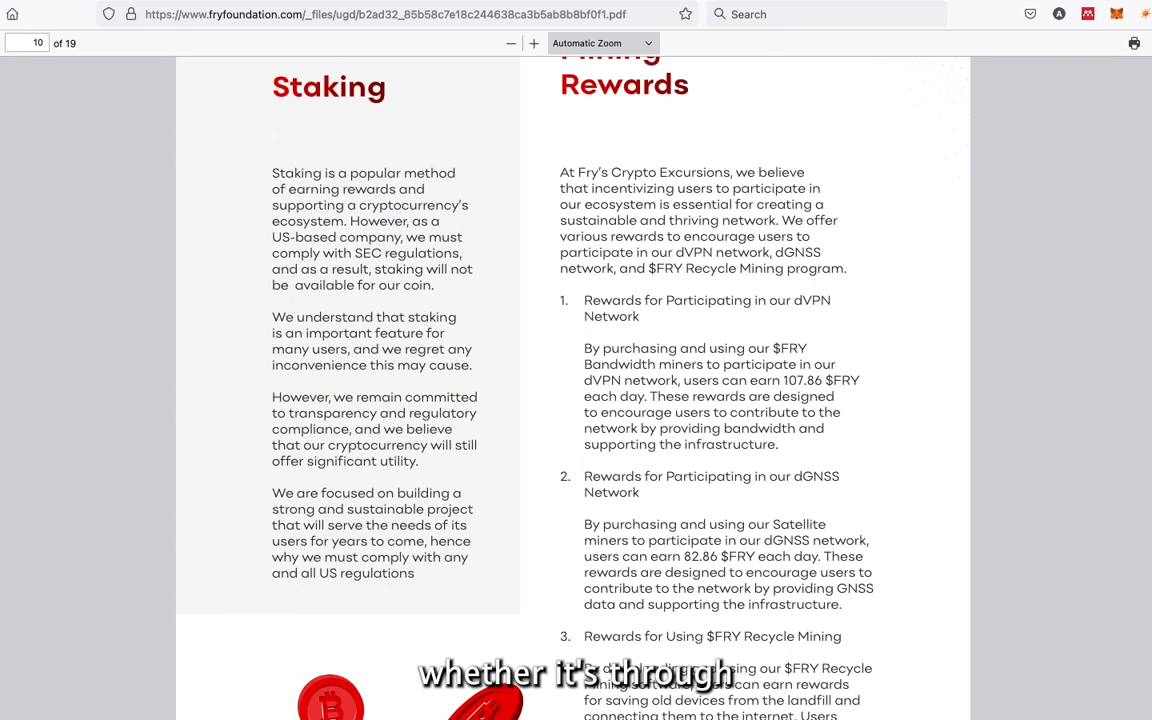 https://www.fryfoundation.com/_files/ugd/b2ad32_85b58c7e18c244638ca3b5ab8b8bf0f1.pdf
Search
10 of 19
Automatic Zoom
Staking
Staking is a popular method
of earning rewards and
supporting a cryptocurrency's
ecosystem. However, as a
US-based company, we must
comply with SEC regulations,
and as a result, staking will not
be available for our coin.
We understand that staking
is an important feature for
many users, and we regret any
inconvenience this may cause.
However, we remain committed
to transparency and regulatory
compliance, and we believe
that our cryptocurrency will still
offer significant utility.
We are focused on building a
strong and sustainable project
that will serve the needs of its
users for years to come, hence
why we must comply with any
and all US regulations
Mining
Rewards
At Fry's Crypto Excursions, we believe
that incentivizing users to participate in
our ecosystem is essential for creating a
sustainable and thriving network. We offer
various rewards to encourage users to
participate in our dVPN network, dGNSS
network, and $FRY Recycle Mining program.
1. Rewards for Participating in our dVPN
Network
By purchasing and using our $FRY
Bandwidth miners to participate in our
dVPN network, users can earn 107.86 $FRY
each day. These rewards are designed
to encourage users to contribute to the
network by providing bandwidth and
supporting the infrastructure.
2. Rewards for Participating in our dGNSS
Network
By purchasing and using our Satellite
miners to participate in our dGNSS network,
users can earn 82.86 $FRY each day. These
rewards are designed to encourage users to
contribute to the network by providing GNSS
data and supporting the infrastructure.
3. Rewards for Using $FRY Recycle Mining
By using our $FRY Recycle
Mining earn rewards
for saving old devices from the landfill and
connecting them to the internet. Users
whether it's through